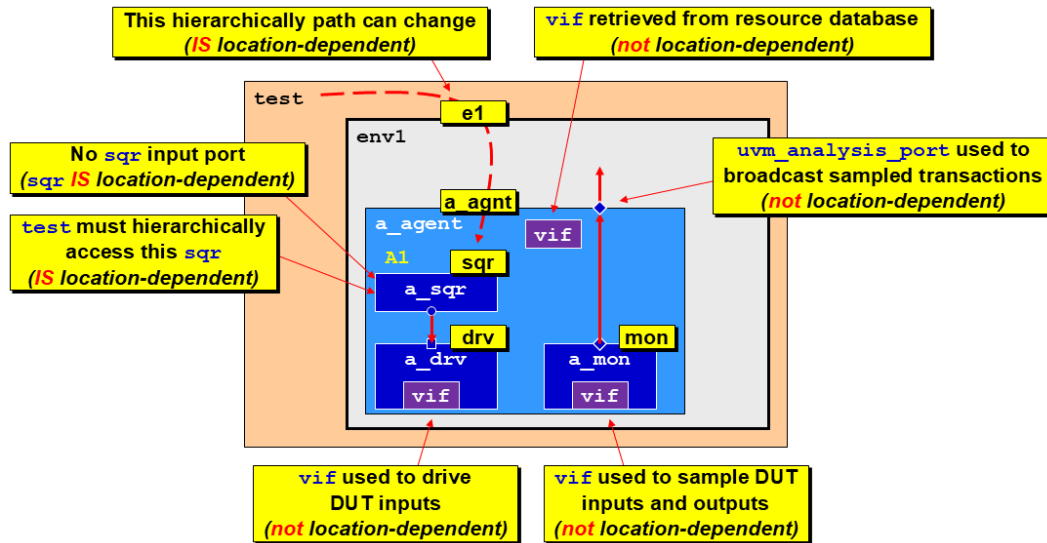 This hierarchically path can change
(IS location-dependent)
vif retrieved from resource database
(not location-dependent)
test
e1
env1
No sqr input port
(sqr IS location-dependent)
uvm_analysis_port used to
broadcast sampled transactions
(not location-dependent)
test must hierarchically
access this sqr
(IS location-dependent)
a_agnt
a_agent
vif
A1
sqr
a_sqr
drv
a_drv
vif
mon
a_mon
vif
vif used to drive
DUT inputs
(not location-dependent)
vif used to sample DUT
inputs and outputs
(not location-dependent)